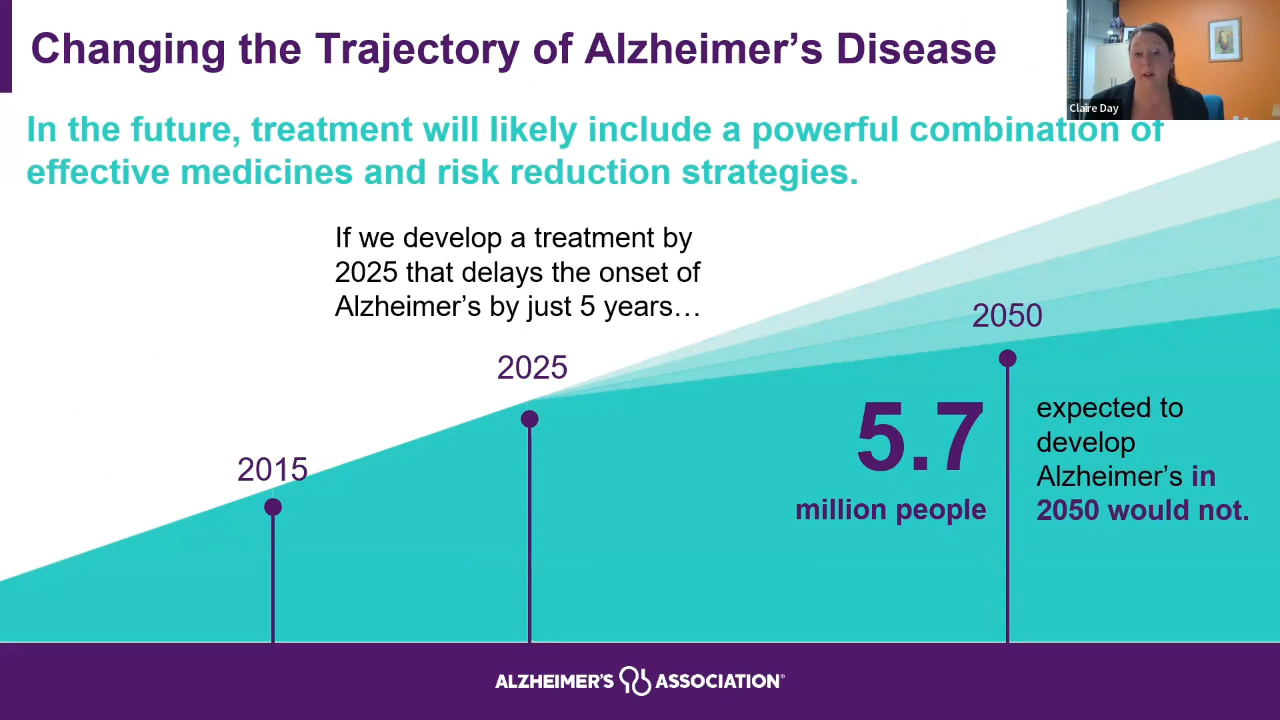 Changing the Trajectory of Alzheimer’s Disease
Claire Day
In the future, treatment will likely include a powerful combination of
effective medicines and risk reduction strategies.
If we develop a treatment by
2025 that delays the onset of
Alzheimer’s by just 5 years…
2015
2025
2050
5.7
million people
expected to
develop
Alzheimer’s in
2050 would not.
ALZHEIMER’S ASSOCIATION®